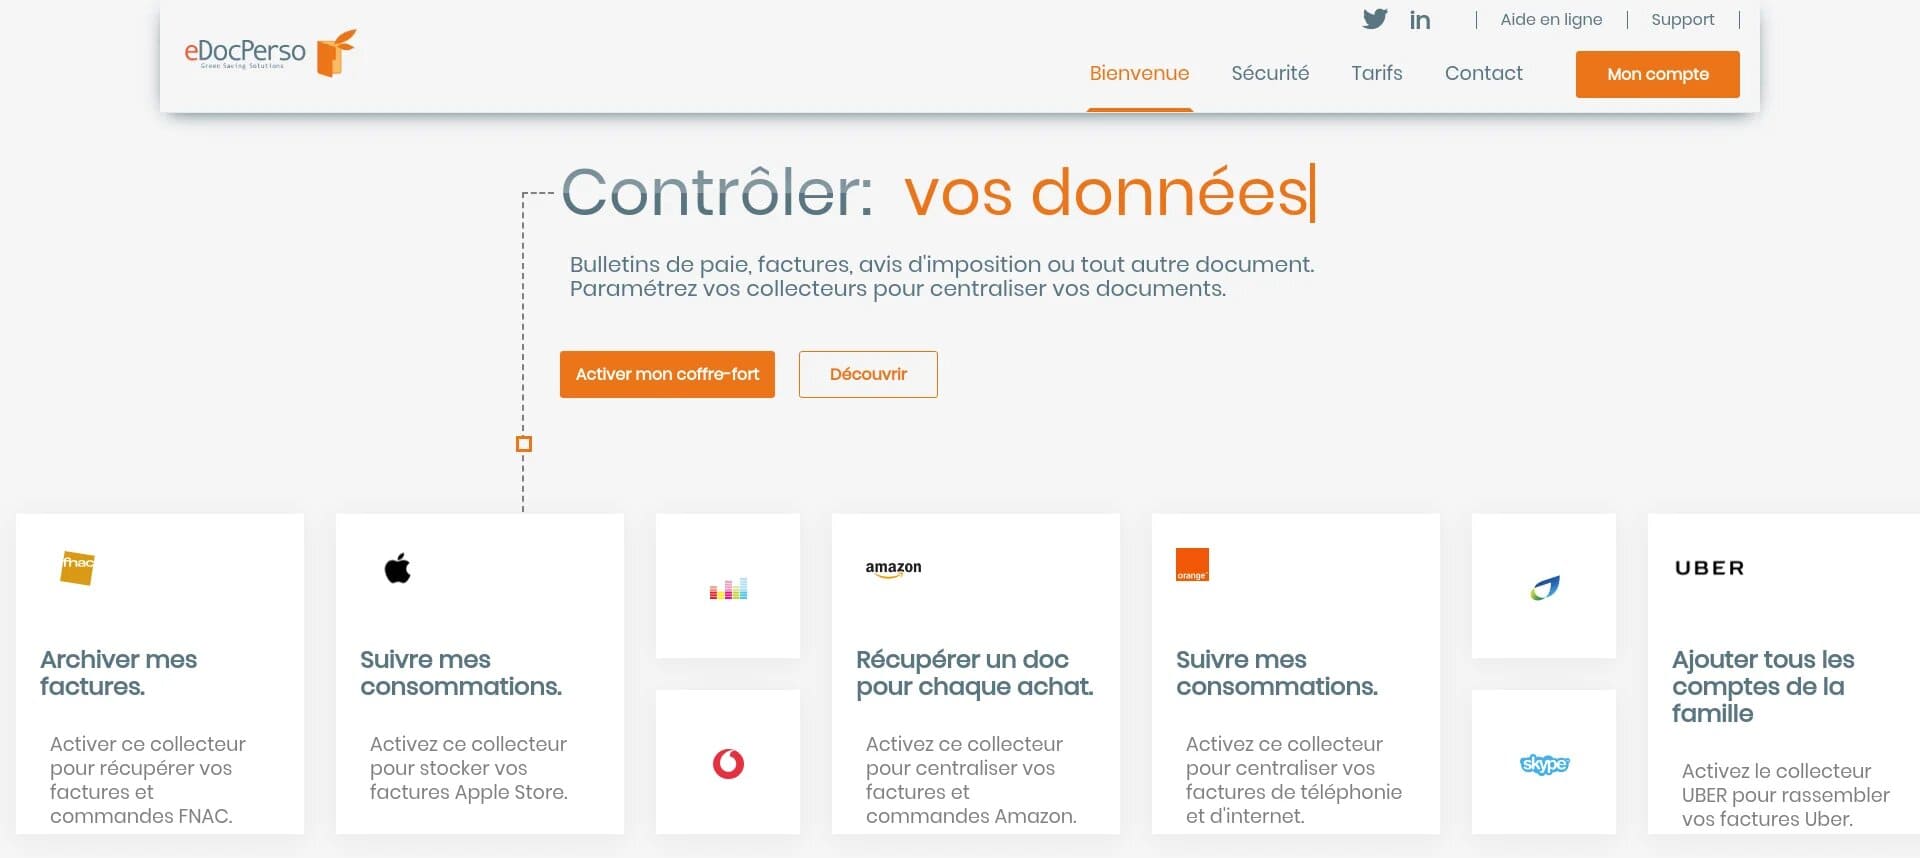 Aide en ligne
Support
eDocPerso
Green Saving Solutions
Bienvenue
Sécurité
Tarifs
Contact
Mon compte
Contrôler: vos données
Bulletins de paie, factures, avis d'imposition ou tout autre document.
Paramétrez vos collecteurs pour centraliser vos documents.
Activer mon coffre-fort
Découvrir
fnac
Archiver mes
factures.
Activer ce collecteur
pour récupérer vos
factures et
commandes FNAC.
Suivre mes
consommations.
Activez ce collecteur
pour stocker vos
factures Apple Store.
amazon
Récupérer un doc
pour chaque achat.
Activez ce collecteur
pour centraliser vos
factures et
commandes Amazon.
orange
Suivre mes
consommations.
Activez ce collecteur
pour centraliser vos
factures de téléphonie
et d'internet.
skype
UBER
Ajouter tous les
comptes de la
famille
Activez le collecteur
UBER pour rassembler
vos factures Uber.